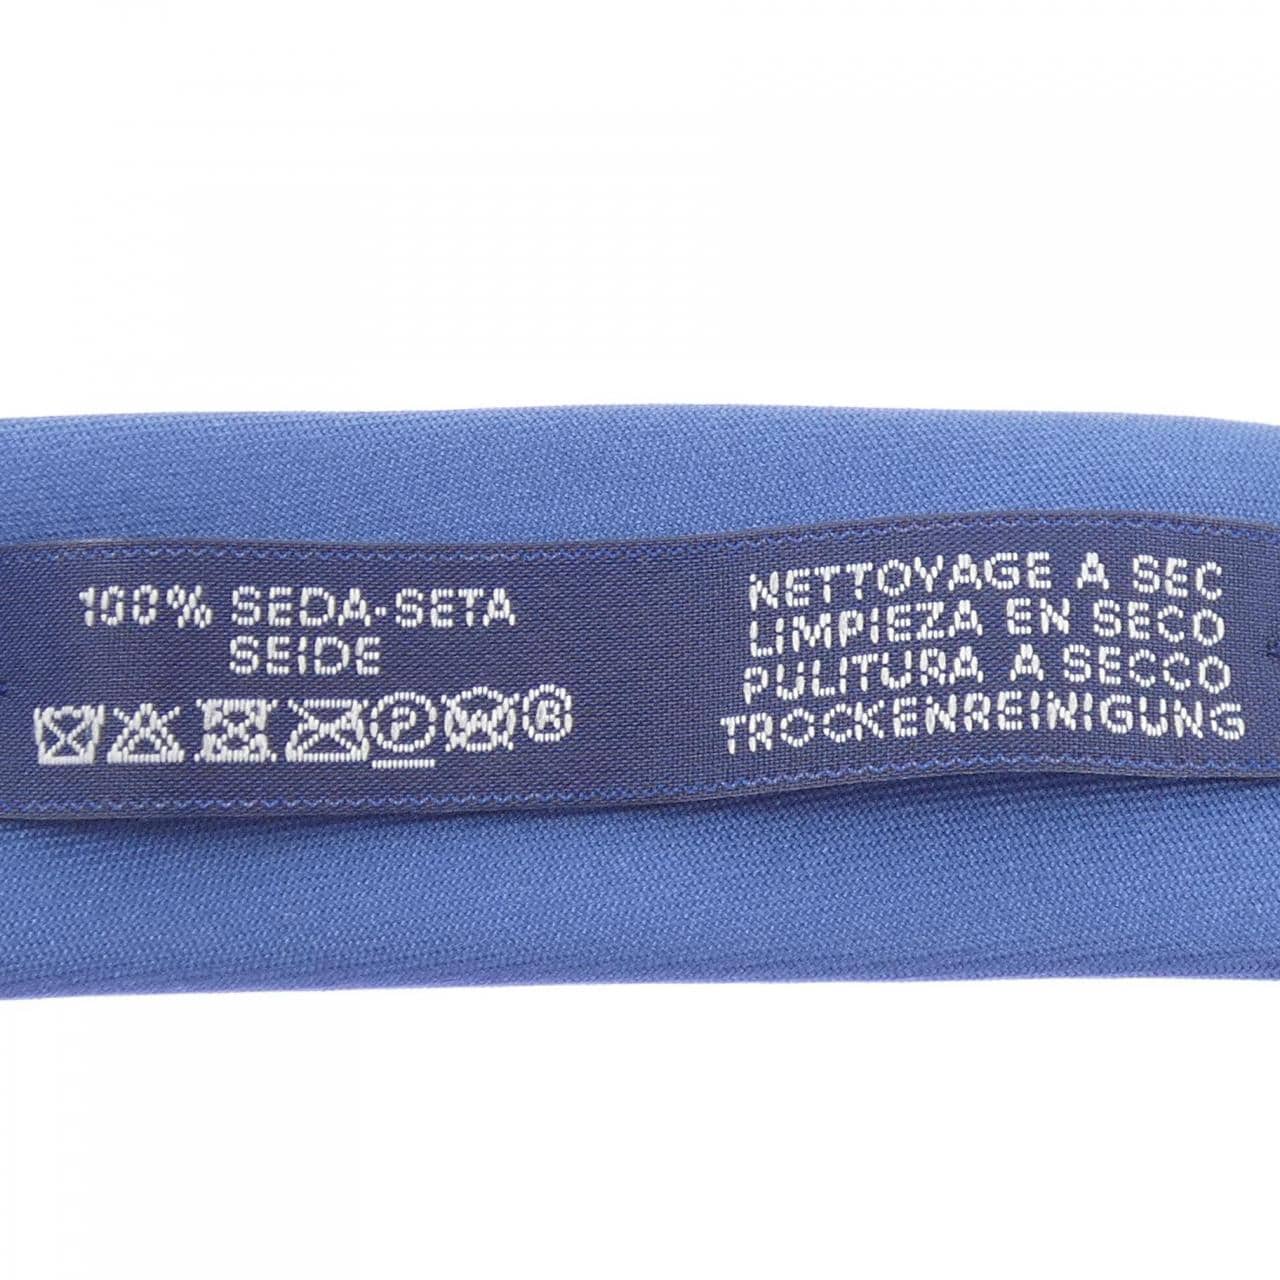 100% SEDA-SETA
SEIDE
P W R
NETTOYAGE A SEC
LIMPIEZA EN SECO
PULITURA A SECCO
TROCKENREINIGUNG